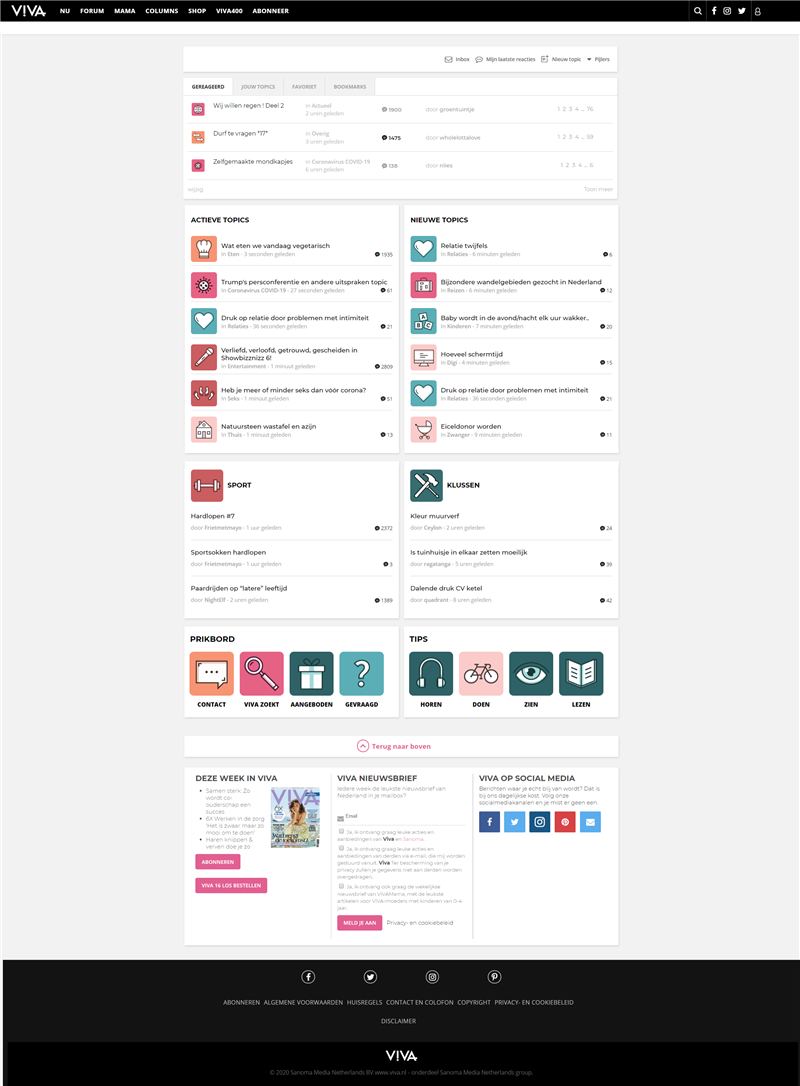 VIVA NU FORUM MAMA COLUMNS SHOP VIVA400 ABONNEER
Inbox Mijn laatste reacties Nieuw topic Pijlers
GEREAGEERD JOUW TOPICS FAVORIET BOOKMARKS
Wij willen regen ! Deel 2 in Actueel 1900 door groentuintje 1 2 3 4 ... 76
2 uren geleden
Durf te vragen *17* in Overig 1475 door wholelottalove 1 2 3 4 ... 59
3 uren geleden
Zelfgemaakte mondkapjes in Coronavirus COVID-19 138 door nlies 1 2 3 4 ... 6
6 uren geleden
wijzig Toon meer
ACTIEVE TOPICS
Wat eten we vandaag vegetarisch
in Eten - 3 seconden geleden 1935
Trump's persconferentie en andere uitspraken topic
in Coronavirus COVID-19 - 27 seconden geleden 61
Druk op relatie door problemen met intimiteit
in Relaties - 36 seconden geleden 21
Verliefd, verloofd, getrouwd, gescheiden in
Showbizznizz 6!
in Entertainment - 1 minuut geleden 2809
Heb je meer of minder seks dan vóór corona?
in Seks - 1 minuut geleden 51
Natuursteen wastafel en azijn
in Thuis - 1 minuut geleden 13
NIEUWE TOPICS
Relatie twijfels
in Relaties - 6 minuten geleden 6
Bijzondere wandelgebieden gezocht in Nederland
in Reizen - 6 minuten geleden 12
Baby wordt in de avond/nacht elk uur wakker..
in Kinderen - 7 minuten geleden 20
Hoeveel schermtijd
in Digi - 4 minuten geleden 15
Druk op relatie door problemen met intimiteit
in Relaties - 36 seconden geleden 21
Eiceldonor worden
in Zwanger - 9 minuten geleden 11
SPORT
Hardlopen #7
door Frietmetmayo - 1 uur geleden 2372
Sportsokken hardlopen
door Frietmetmayo - 1 uur geleden 3
Paardrijden op "latere" leeftijd
door NightElf - 2 uren geleden 1389
KLUSSEN
Kleur muurverf
door Ceylon - 2 uren geleden 24
Is tuinhuisje in elkaar zetten moeilijk
door ragatanga - 5 uren geleden 39
Dalende druk CV ketel
door quadrant - 8 uren geleden 42
PRIKBORD
CONTACT VIVA ZOEKT AANGEBODEN GEVRAAGD
TIPS
HOREN DOEN ZIEN LEZEN
Terug naar boven
DEZE WEEK IN VIVA
Samen sterk: Zo
wordt co-
ouderschap een
succes
6X Werken in de zorg
'Het is zwaar maar zo
mooi om te doen'
Haren knippen &
verven doe je zo
VIVA
ABONNEREN
VIVA 16 LOS BESTELLEN
VIVA NIEUWSBRIEF
Iedere week de leukste nieuwsbrief van
Nederland in je mailbox?
Email
Ja, ik ontvang graag leuke acties en
aanbiedingen van Viva en Sanoma.
Ja, ik ontvang graag leuke acties en
aanbiedingen van derden via e-mail, die mij worden
gestuurd vanuit Viva Ter bescherming van je
privacy zullen je gegevens niet aan derden worden
overgedragen.
Ja, ik ontvang ook graag de wekelijkse
nieuwsbrief van VIVAMama, met de leukste
artikelen voor VIVA-moeders met kinderen van 0-4
jaar.
MELD JE AAN Privacy- en cookiebeleid
VIVA OP SOCIAL MEDIA
Berichten waar je echt blij van wordt? Dat is
bij ons dagelijkse kost. Volg onze
socialmediakanalen en je mist er geen een.
ABONNEREN ALGEMENE VOORWAARDEN HUISREGELS CONTACT EN COLOFON COPYRIGHT PRIVACY- EN COOKIEBELEID
DISCLAIMER
VIVA
© 2020 Sanoma Media Netherlands BV www.viva.nl - onderdeel Sanoma Media Netherlands group.